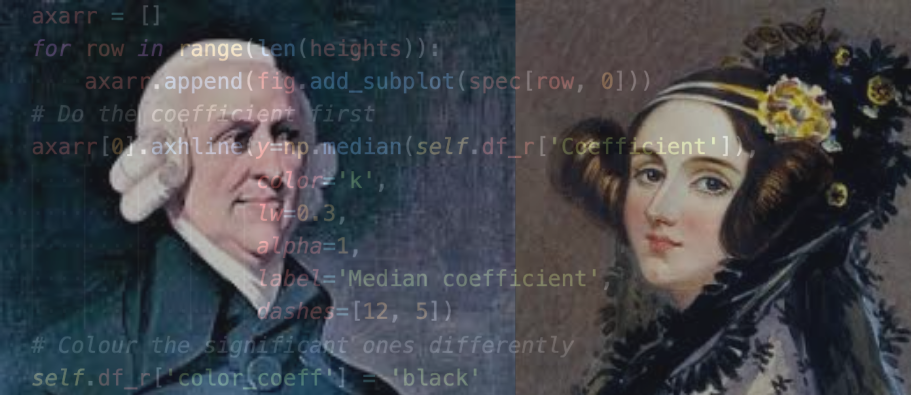 axarr = []
for row in range(len(heights)):
axarr.append(fig.add_subplot(spec[row, 0]))
# Do the coefficient first
axarr[0].axhline(y=np.median(self.df_r['Coefficient']),
color='k',
lw=0.3,
alpha=1,
label='Median coefficient',
dashes=[12, 5])
# Colour the significant ones differently
self.df_r['color_coeff'] = 'black'